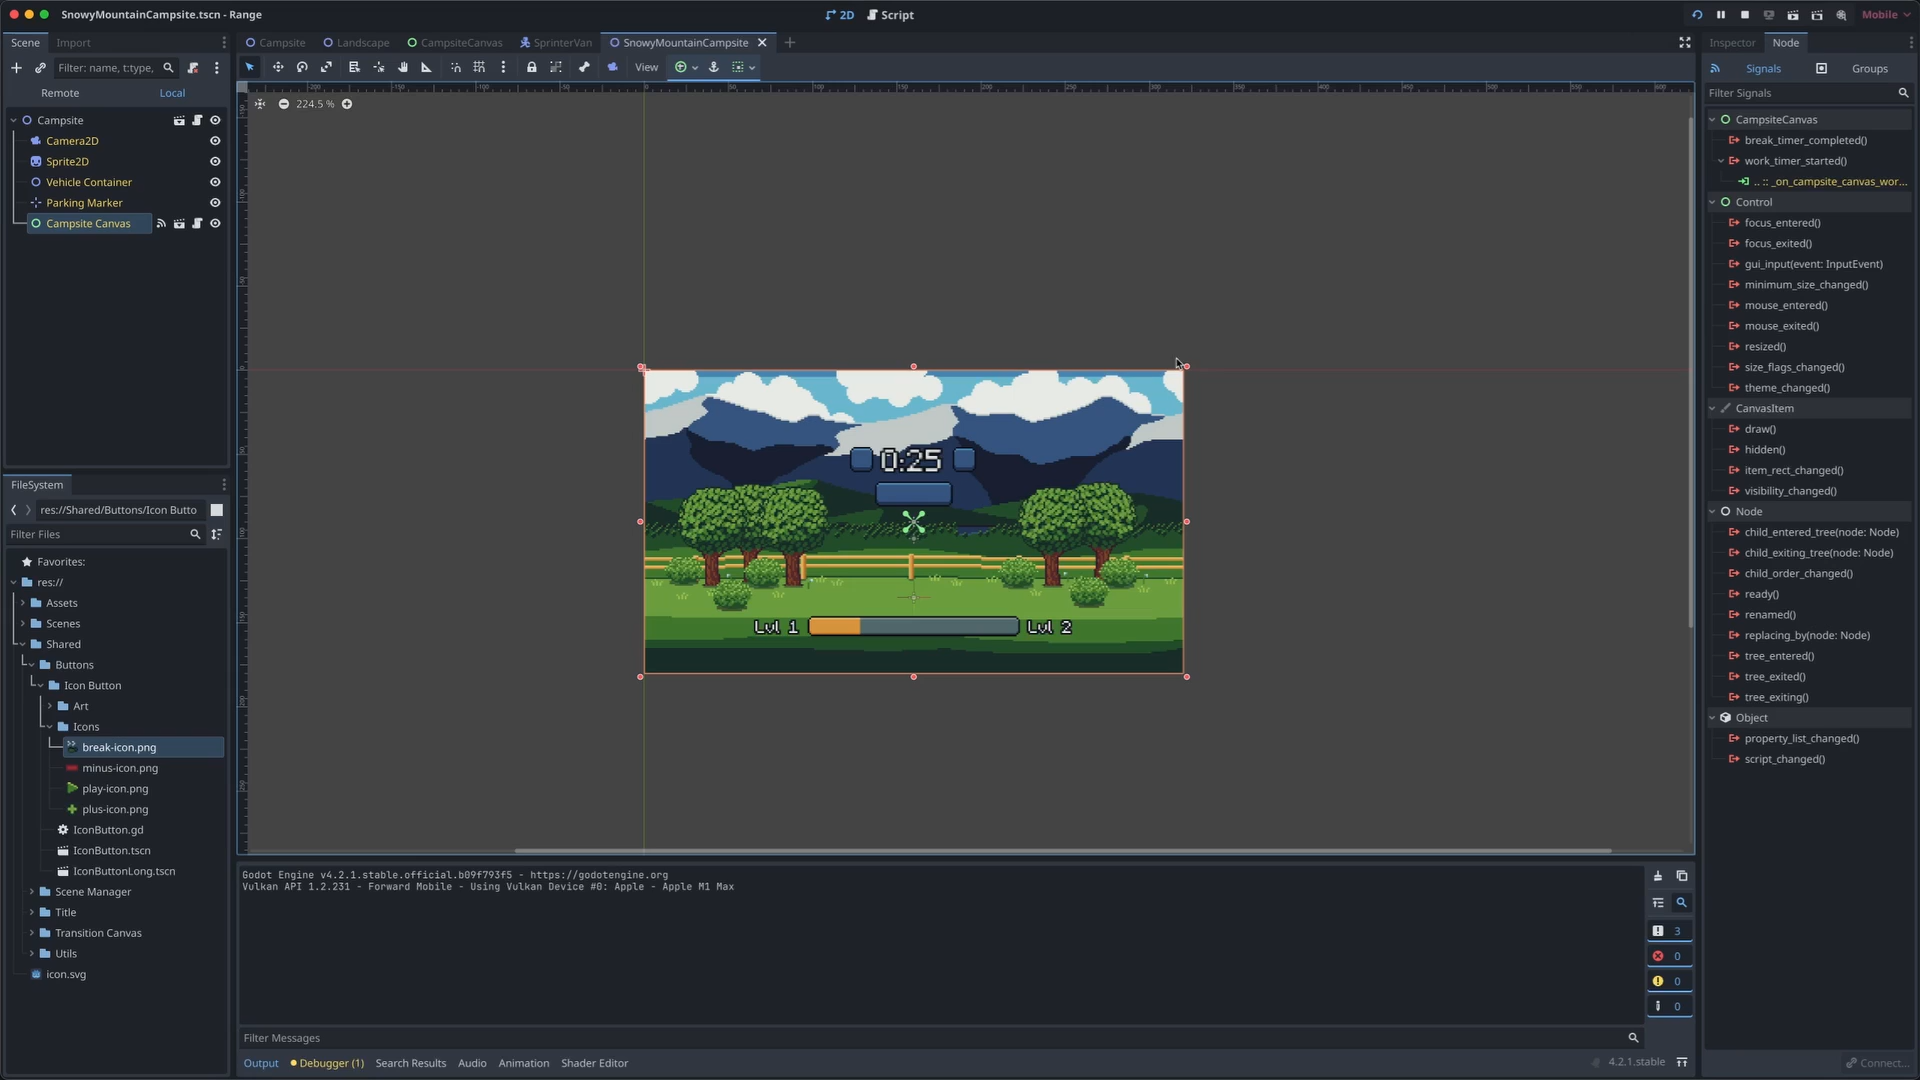 SnowyMountainCampsite.tscn - Range
2D
Script
Mobile
Scene
Import
Campsite
Landscape
CampsiteCanvas
SprinterVan
SnowyMountainCampsite
Inspector
Node
Filter: name, t:type,
View
Signals
Groups
Remote
Local
Filter Signals
224.5 %
Campsite
Camera2D
Sprite2D
Vehicle Container
Parking Marker
Campsite Canvas
CampsiteCanvas
break_timer_completed()
work_timer_started()
.. :: _on_campsite_canvas_wor...
Control
focus_entered()
focus_exited()
gui_input(event: InputEvent)
minimum_size_changed()
mouse_entered()
mouse_exited()
resized()
size_flags_changed()
theme_changed()
CanvasItem
draw()
hidden()
item_rect_changed()
visibility_changed()
Node
child_entered_tree(node: Node)
child_exiting_tree(node: Node)
child_order_changed()
ready()
renamed()
replacing_by(node: Node)
tree_entered()
tree_exited()
tree_exiting()
Object
property_list_changed()
script_changed()
0:25
Lvl 1
Lvl 2
FileSystem
res://Shared/Buttons/Icon Butto
Filter Files
Favorites:
res://
Assets
Scenes
Shared
Buttons
Icon Button
Art
Icons
break-icon.png
minus-icon.png
play-icon.png
plus-icon.png
IconButton.gd
IconButton.tscn
IconButtonLong.tscn
Scene Manager
Title
Transition Canvas
Utils
icon.svg
Godot Engine v4.2.1.stable.official.b09f793f5 - https://godotengine.org
Vulkan API 1.2.231 - Forward Mobile - Using Vulkan Device #0: Apple - Apple M1 Max
3
0
0
0
Filter Messages
Output
Debugger (1)
Search Results
Audio
Animation
Shader Editor
4.2.1.stable
Connect...